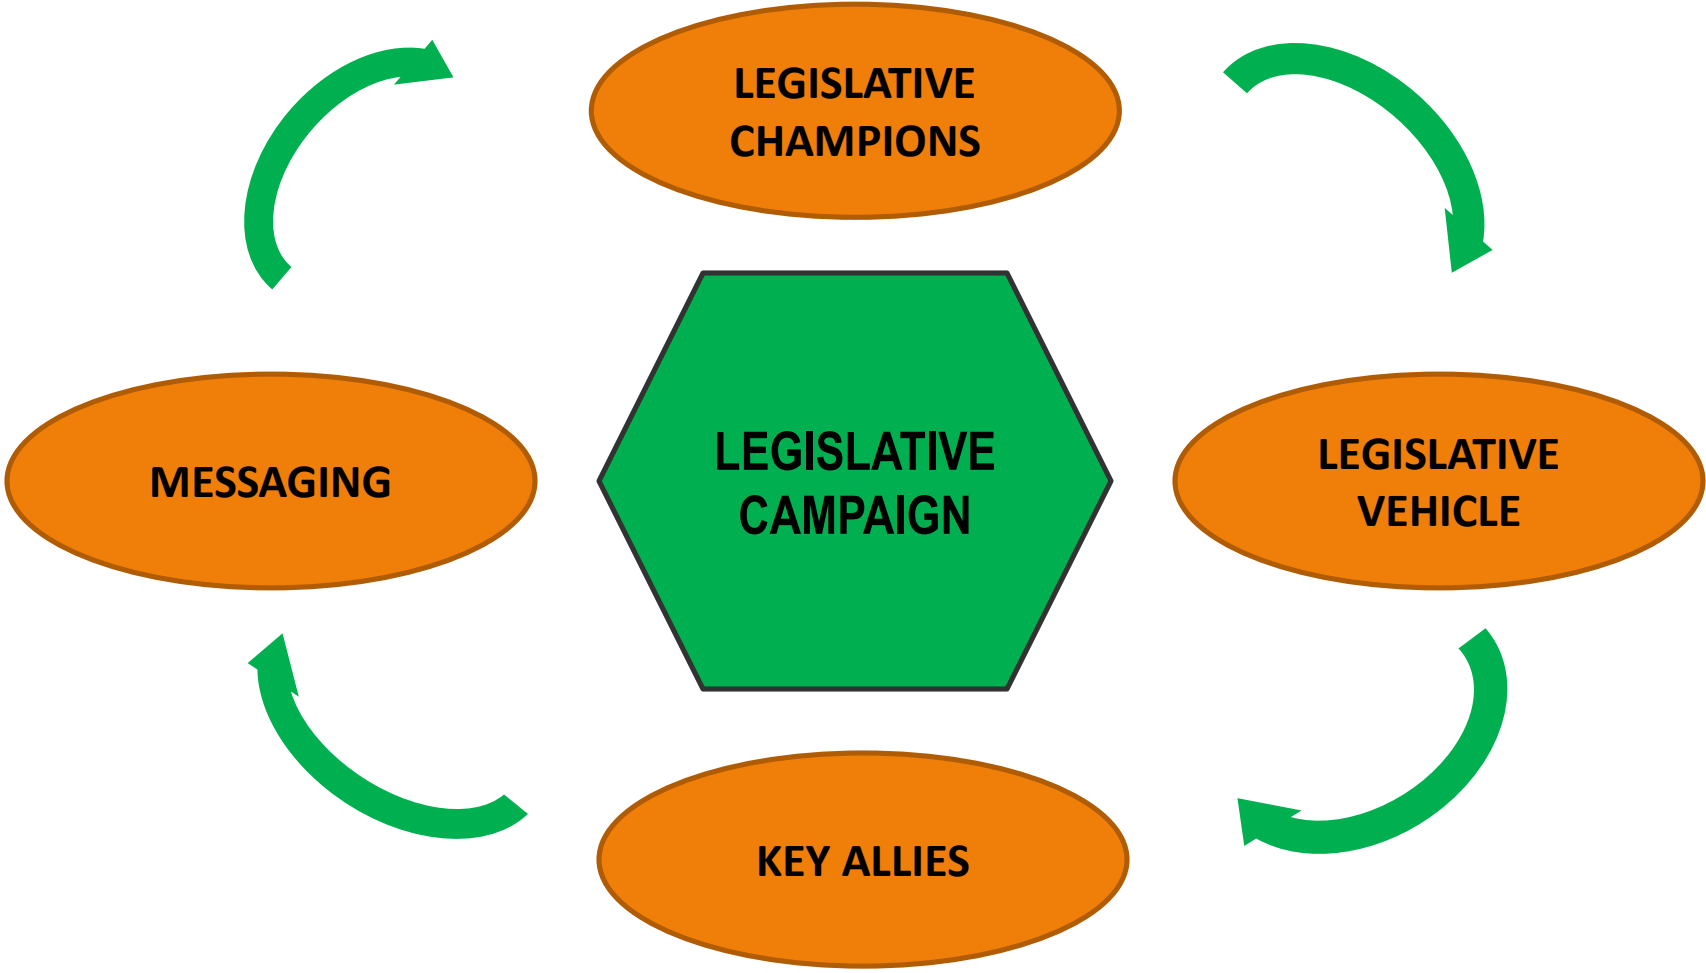 LEGISLATIVE
CHAMPIONS
MESSAGING
LEGISLATIVE
CAMPAIGN
LEGISLATIVE
VEHICLE
KEY ALLIES